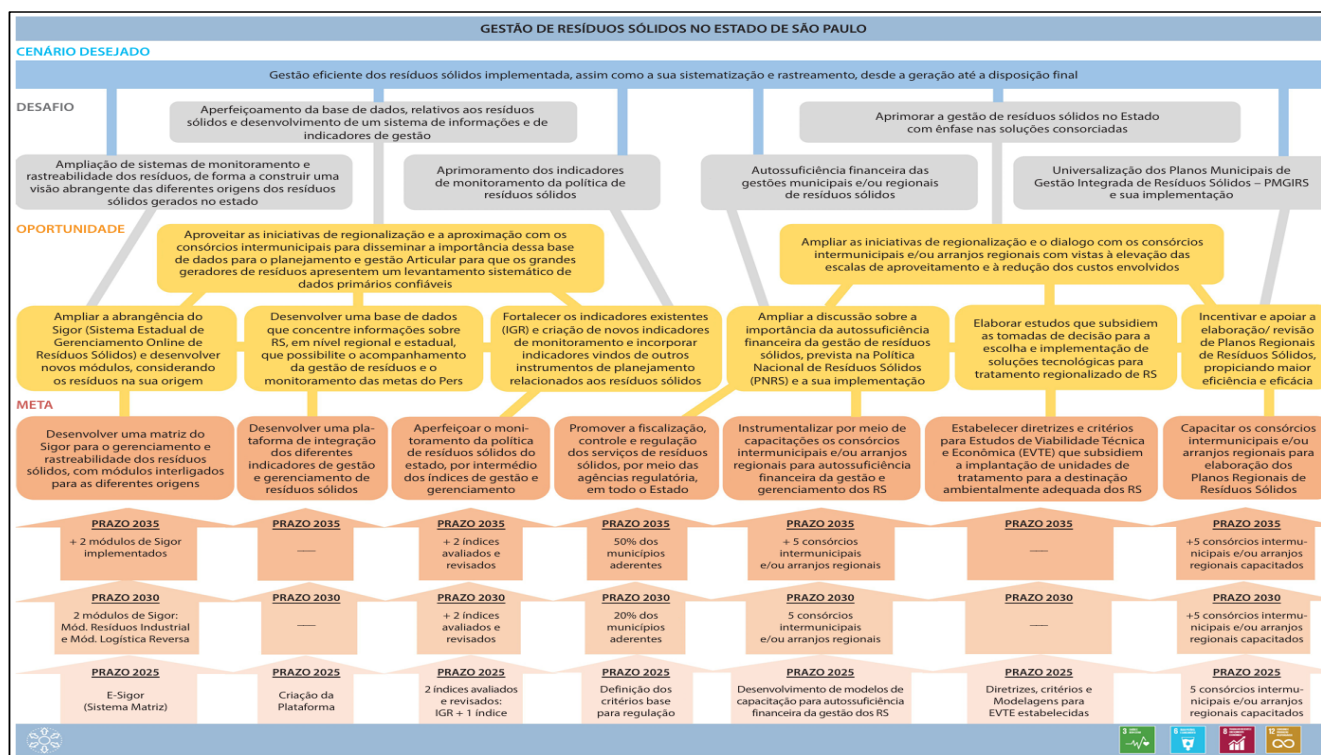 GESTÃO DE RESÍDUOS SÓLIDOS NO ESTADO DE SÃO PAULO
CENÁRIO DESEJADO
Gestão eficiente dos resíduos sólidos implementada, assim como a sua sistematização e rastreamento, desde a geração até a disposição final
DESAFIO
Aperfeiçoamento da base de dados, relativos aos resíduos
sólidos e desenvolvimento de um sistema de informações e de
indicadores de gestão
Aprimorar a gestão de resíduos sólidos no Estado
com ênfase nas soluções consorciadas
Ampliação de sistemas de monitoramento e
rastreabilidade dos resíduos, de forma a construir uma
visão abrangente das diferentes origens dos resíduos
sólidos gerados no estado
Aprimoramento dos indicadores
de monitoramento da política de
resíduos sólidos
Autossuficiência financeira das
gestões municipais e/ou regionais
de resíduos sólidos
Universalização dos Planos Municipais de
Gestão Integrada de Resíduos Sólidos – PMGIRS
e sua implementação
OPORTUNIDADE
Aproveitar as iniciativas de regionalização e a aproximação com os
consórcios intermunicipais para disseminar a importância dessa base
de dados para o planejamento e gestão Articular para que os grandes
geradores de resíduos apresentem um levantamento sistemático de
dados primários confiáveis
Ampliar as iniciativas de regionalização e o dialogo com os consórcios
intermunicipais e/ou arranjos regionais com vistas à elevação das
escalas de aproveitamento e à redução dos custos envolvidos
Ampliar a abrangência do
Sigor (Sistema Estadual de
Gerenciamento Online de
Resíduos Sólidos) e desenvolver
novos módulos, considerando
os resíduos na sua origem
Desenvolver uma base de dados
que concentre informações sobre
RS, em nível regional e estadual,
que possibilite o acompanhamento
da gestão de resíduos e o
monitoramento das metas do Pers
Fortalecer os indicadores existentes
(IGR) e criação de novos indicadores
de monitoramento e incorporar
indicadores vindos de outros
instrumentos de planejamento
relacionados aos resíduos sólidos
Ampliar a discussão sobre a
importância da autossuficiência
financeira da gestão de resíduos
sólidos, prevista na Política
Nacional de Resíduos Sólidos
(PNRS) e a sua implementação
Elaborar estudos que subsidiem
as tomadas de decisão para a
escolha e implementação de
soluções tecnológicas para
tratamento regionalizado de RS
Incentivar e apoiar a
elaboração/ revisão
de Planos Regionais
de Resíduos Sólidos,
propiciando maior
eficiência e eficácia
META
Desenvolver uma matriz do
Sigor para o gerenciamento e
rastreabilidade dos resíduos
sólidos, com módulos interligados
para as diferentes origens
Desenvolver uma pla-
taforma de integração
dos diferentes
indicadores de gestão
e gerenciamento de
resíduos sólidos
Aperfeiçoar o moni-
toramento da política
de resíduos sólidos do
estado, por intermédio
dos índices de gestão e
gerenciamento
Promover a fiscalização,
controle e regulação
dos serviços de resíduos
sólidos, por meio das
agências regulatória,
em todo o Estado
Instrumentalizar por meio de
capacitações os consórcios
intermunicipais e/ou arranjos
regionais para autossuficiência
financeira da gestão e
gerenciamento dos RS
Estabelecer diretrizes e critérios
para Estudos de Viabilidade Técnica
e Econômica (EVTE) que subsidiem
a implantação de unidades de
tratamento para a destinação
ambientalmente adequada dos RS
Capacitar os consórcios
intermunicipais e/ou
arranjos regionais para
elaboração dos
Planos Regionais de
Resíduos Sólidos
PRAZO 2035
+ 2 módulos de Sigor
implementados
PRAZO 2035
—
PRAZO 2035
+ 2 índices
avaliados e
revisados
PRAZO 2035
50% dos
municípios
aderentes
PRAZO 2035
+ 5 consórcios
intermunicipais
e/ou arranjos regionais
PRAZO 2035
—
PRAZO 2035
+5 consórcios intermu-
nicipais e/ou arranjos
regionais capacitados
PRAZO 2030
2 módulos de Sigor:
Mód. Resíduos Industrial
e Mód. Logística Reversa
PRAZO 2030
—
PRAZO 2030
+ 2 índices
avaliados e
revisados
PRAZO 2030
20% dos
municípios
aderentes
PRAZO 2030
5 consórcios
intermunicipais
e/ou arranjos regionais
PRAZO 2030
—
PRAZO 2030
+5 consórcios intermu-
nicipais e/ou arranjos
regionais capacitados
PRAZO 2025
E-Sigor
(Sistema Matriz)
PRAZO 2025
Criação da
Plataforma
PRAZO 2025
2 índices avaliados
e revisados:
IGR + 1 índice
PRAZO 2025
Definição dos
critérios base
para regulação
PRAZO 2025
Desenvolvimento de modelos de
capacitação para autossuficiência
financeira da gestão dos RS
PRAZO 2025
Diretrizes, critérios e
Modelagens para
EVTE estabelecidas
PRAZO 2025
5 consórcios intermu-
nicipais e/ou arranjos
regionais capacitados
3
6
8
12